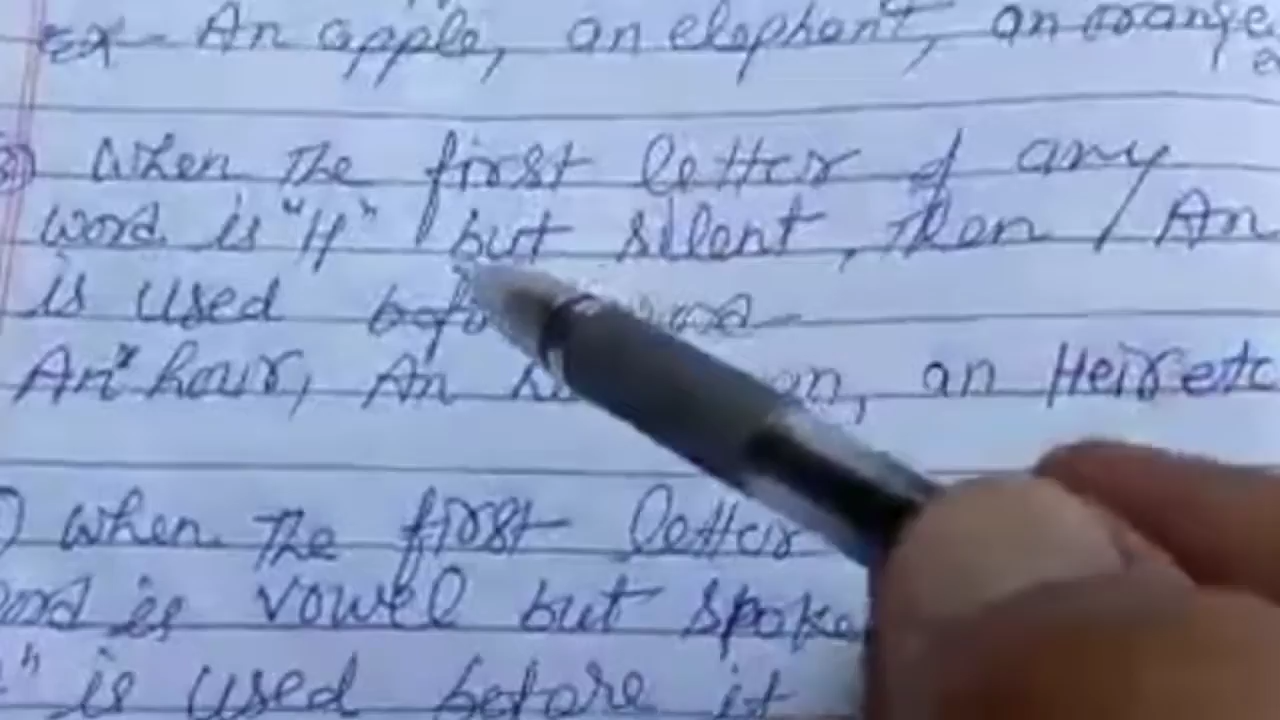 Ex- An apple, an elephant, an orange
When the first letter of any
word is "H" but silent, then / An
is used
An hour, An an Heir etc
when the first letter
is vowel but spoke
" is used before it